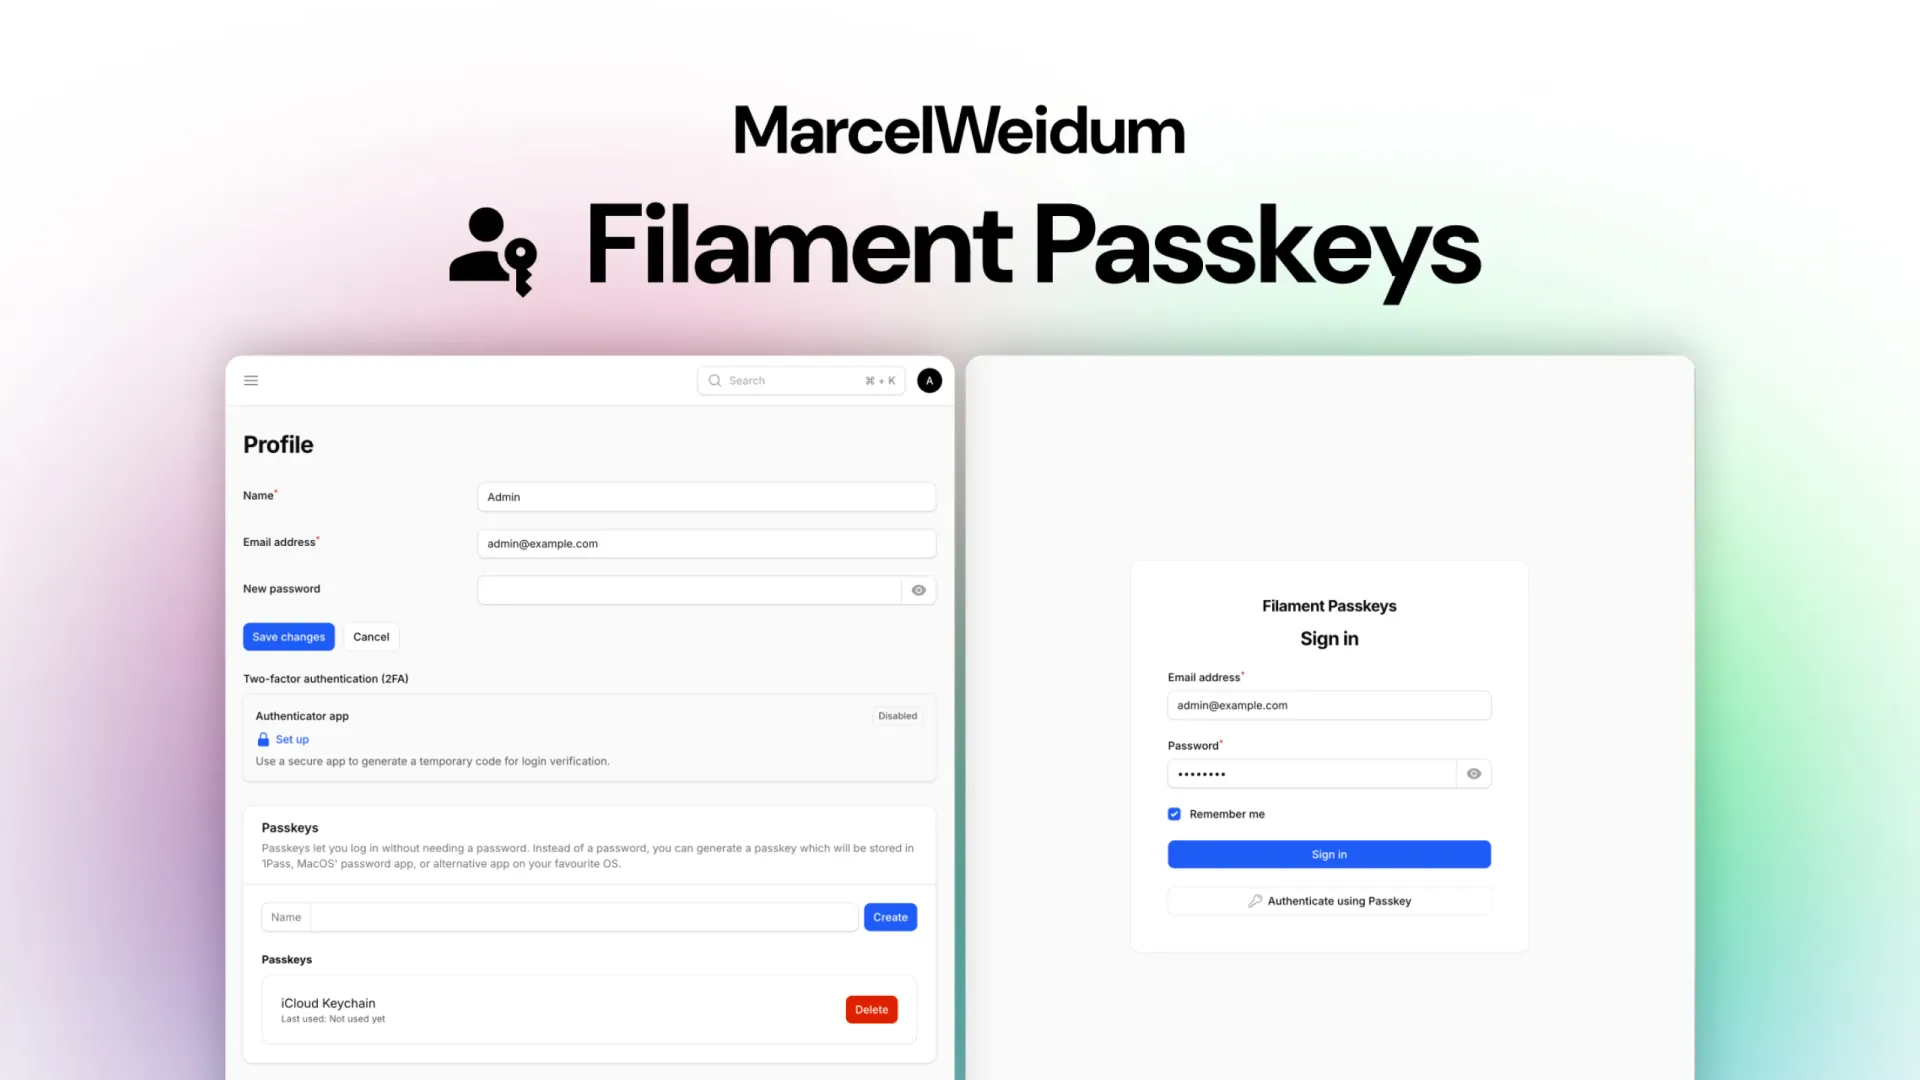 MarcelWeidum
Filament Passkeys
Search
⌘ + K
A
Profile
Name*
Admin
Email address*
admin@example.com
New password
Save changes
Cancel
Two-factor authentication (2FA)
Authenticator app
Disabled
Set up
Use a secure app to generate a temporary code for login verification.
Passkeys
Passkeys let you log in without needing a password. Instead of a password, you can generate a passkey which will be stored in
1Pass, MacOS' password app, or alternative app on your favourite OS.
Name
Create
Passkeys
iCloud Keychain
Last used: Not used yet
Delete
Filament Passkeys
Sign in
Email address*
admin@example.com
Password*
••••••••
Remember me
Sign in
Authenticate using Passkey